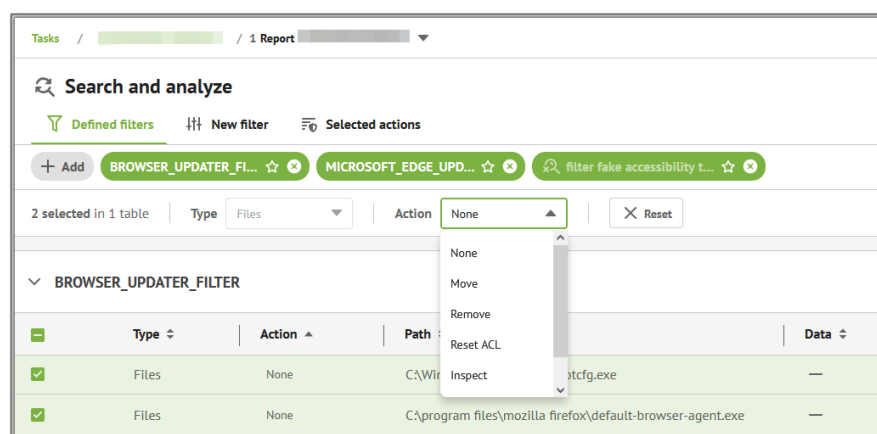 Tasks / / 1 Report
Search and analyze
Defined filters New filter Selected actions
+ Add BROWSER_UPDATER_FI... MICROSOFT_EDGE_UPD... filter fake accessibility t...
2 selected in 1 table Type Files Action None Reset
None
Move
BROWSER_UPDATER_FILTER
Remove
Type Action Path Data
Reset ACL
Files None C:\Win otcfg.exe —
Inspect
Files None C:\program files\mozilla firefox\default-browser-agent.exe —